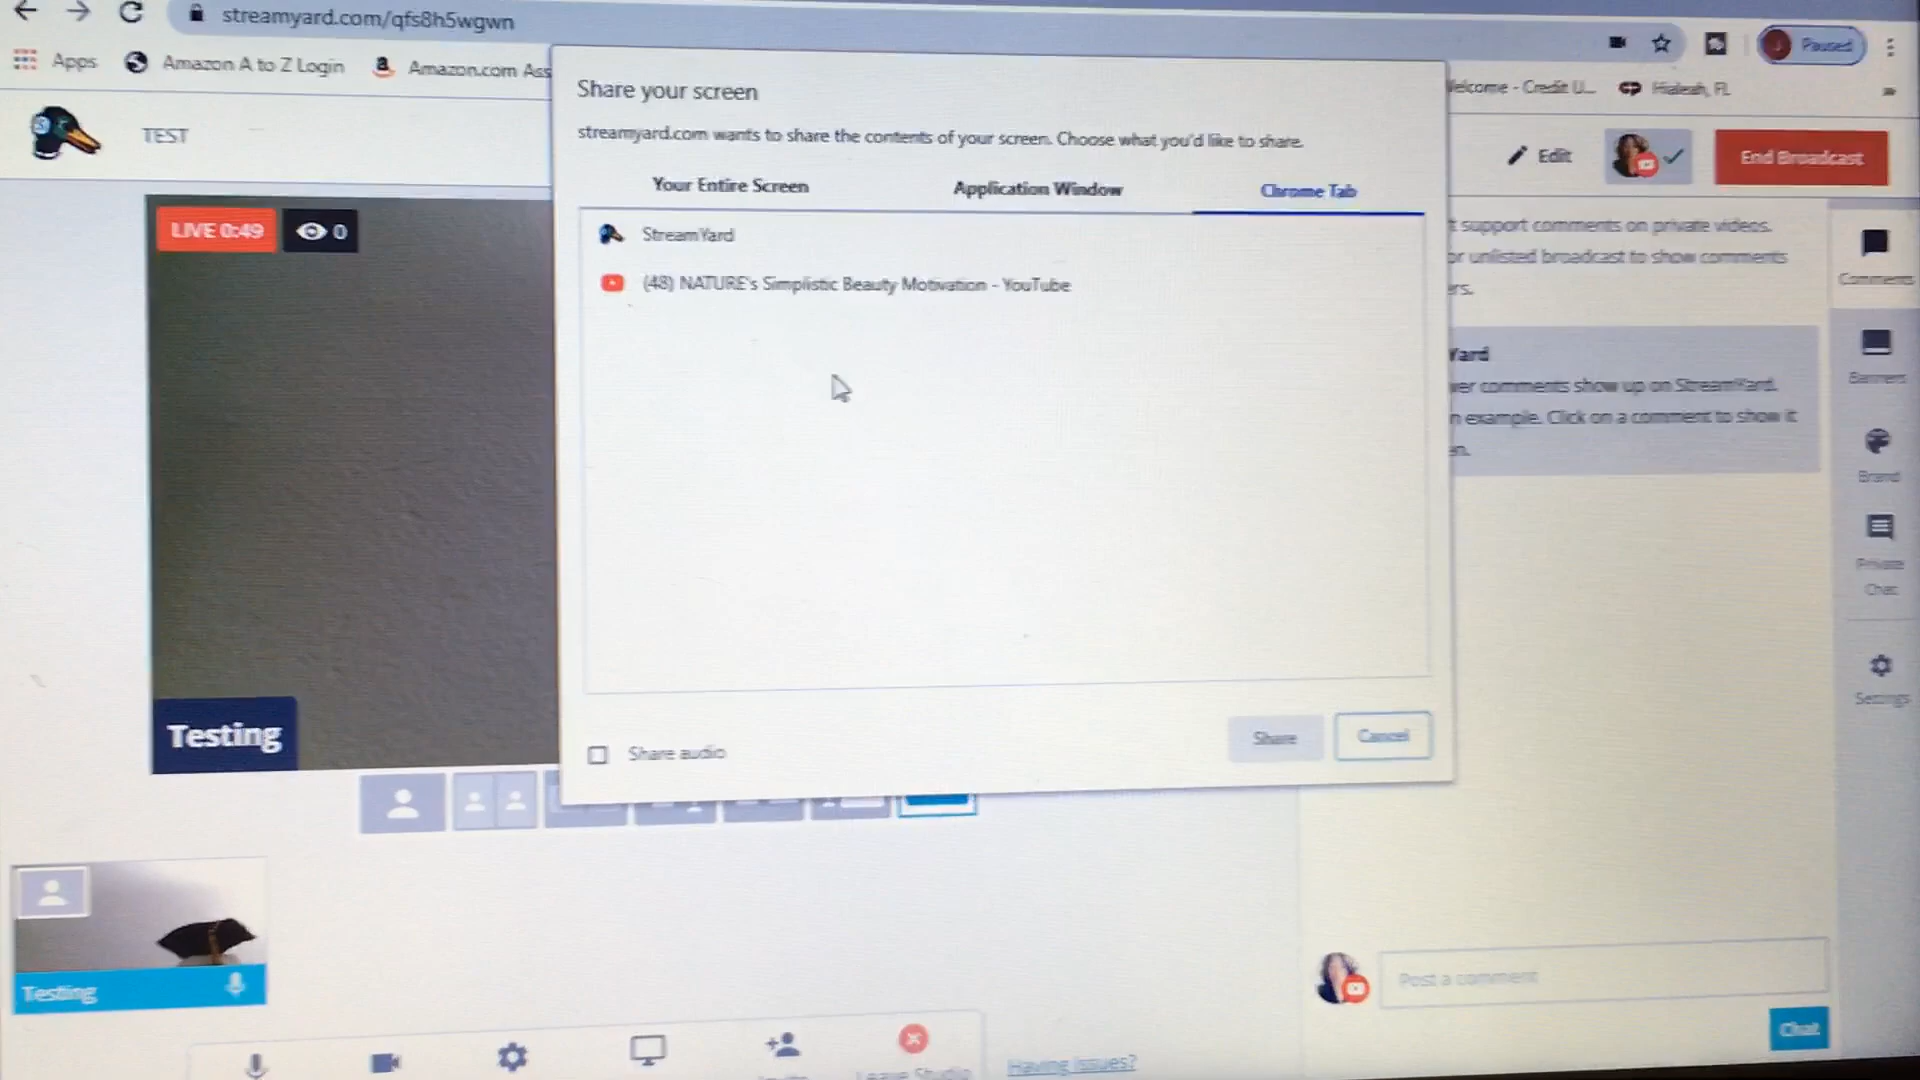 streamyard.com/qfs8h5wgwn
Paused
Apps
Amazon A to Z Login
Amazon.com Ass
Welcome - Credit U...
Hialeah, FL
TEST
Edit
End Broadcast
Share your screen
streamyard.com wants to share the contents of your screen. Choose what you'd like to share.
Your Entire Screen
Application Window
Chrome Tab
StreamYard
(48) NATURE's Simplistic Beauty Motivation - YouTube
Share audio
Share
Cancel
LIVE 0:49
0
Testing
t support comments on private videos.
or unlisted broadcast to show comments
rs.
Yard
wer comments show up on StreamYard.
n example. Click on a comment to show it
en.
Comments
Banners
Brand
Private
Chat
Settings
Testing
Post a comment
Chat
Leave Studio
Having issues?